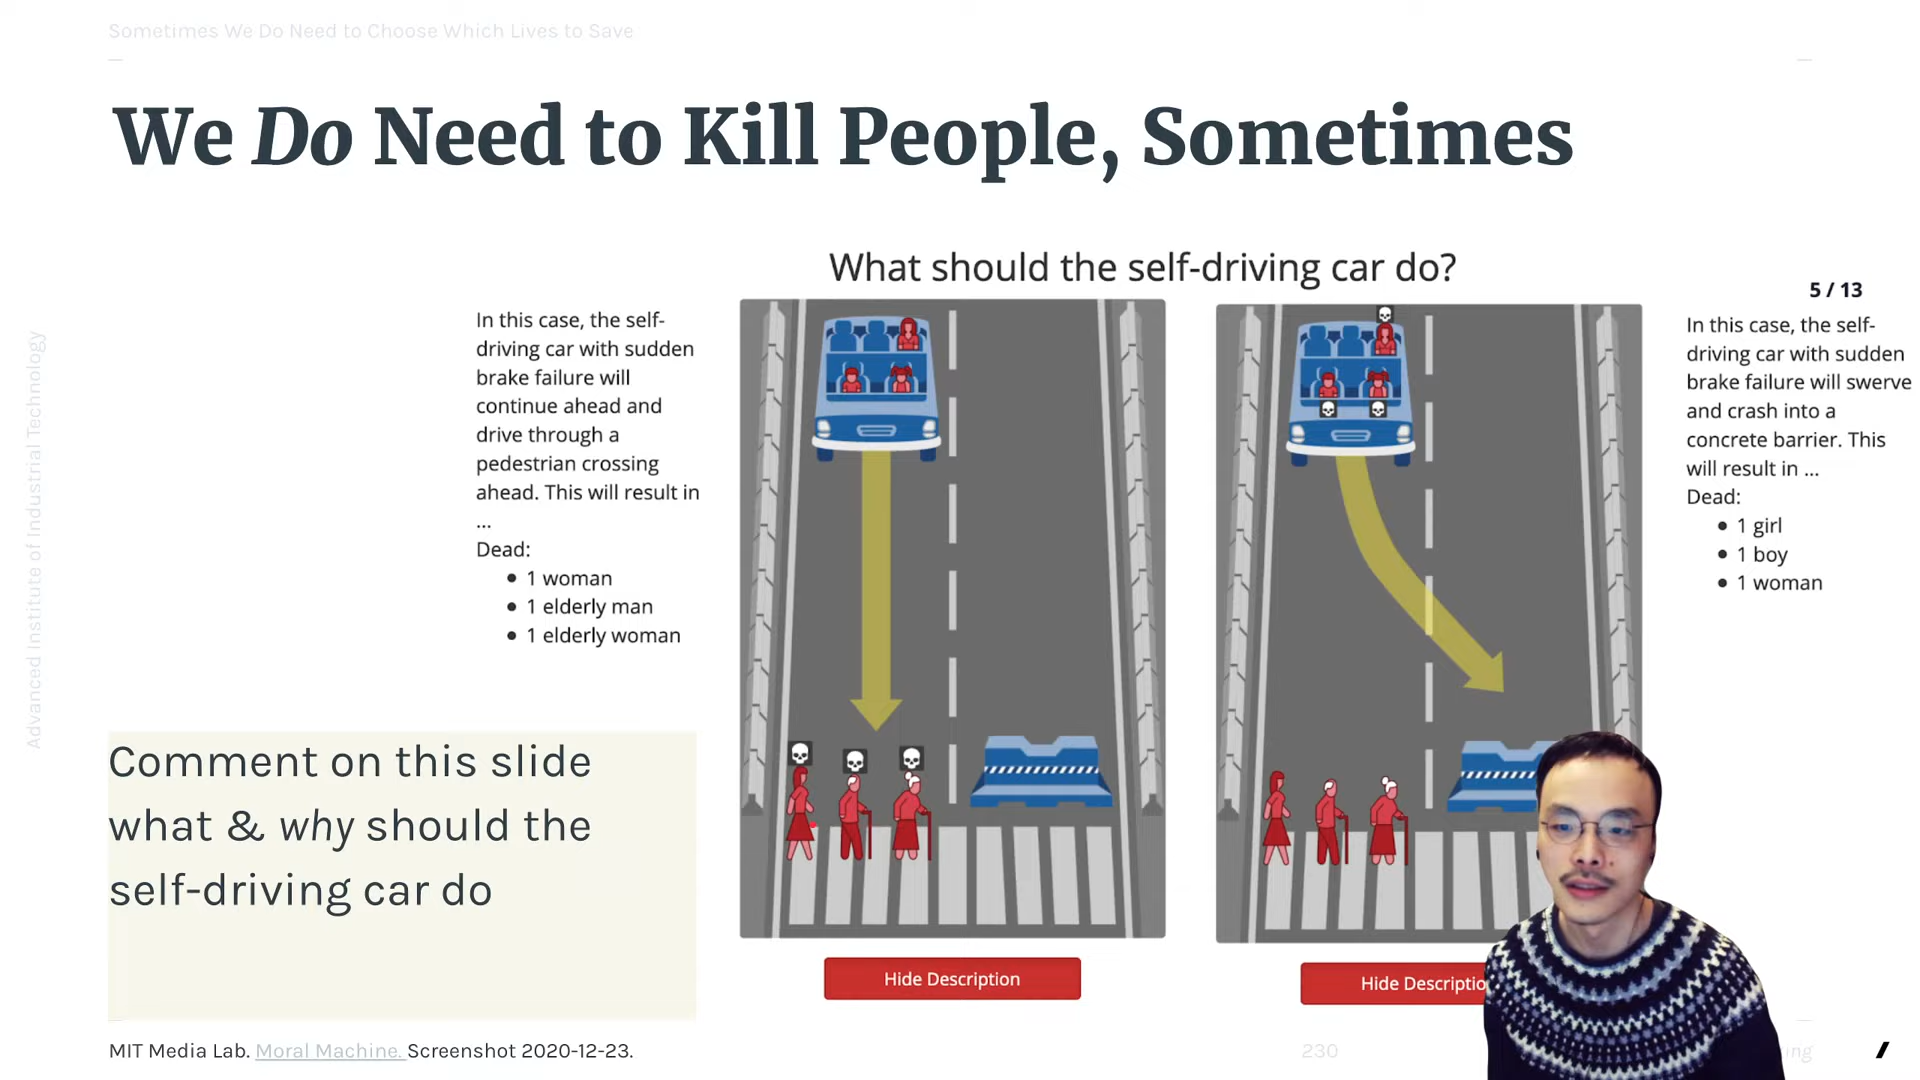 Sometimes We Do Need to Choose Which Lives to Save
We Do Need to Kill People, Sometimes
Advanced Institute of Industrial Technology
What should the self-driving car do?
5 / 13
In this case, the self-
driving car with sudden
brake failure will
continue ahead and
drive through a
pedestrian crossing
ahead. This will result in
...
Dead:
• 1 woman
• 1 elderly man
• 1 elderly woman
In this case, the self-
driving car with sudden
brake failure will swerve
and crash into a
concrete barrier. This
will result in ...
Dead:
• 1 girl
• 1 boy
• 1 woman
Comment on this slide
what & why should the
self-driving car do
Hide Description
Hide Descriptio
MIT Media Lab. Moral Machine. Screenshot 2020-12-23.
230